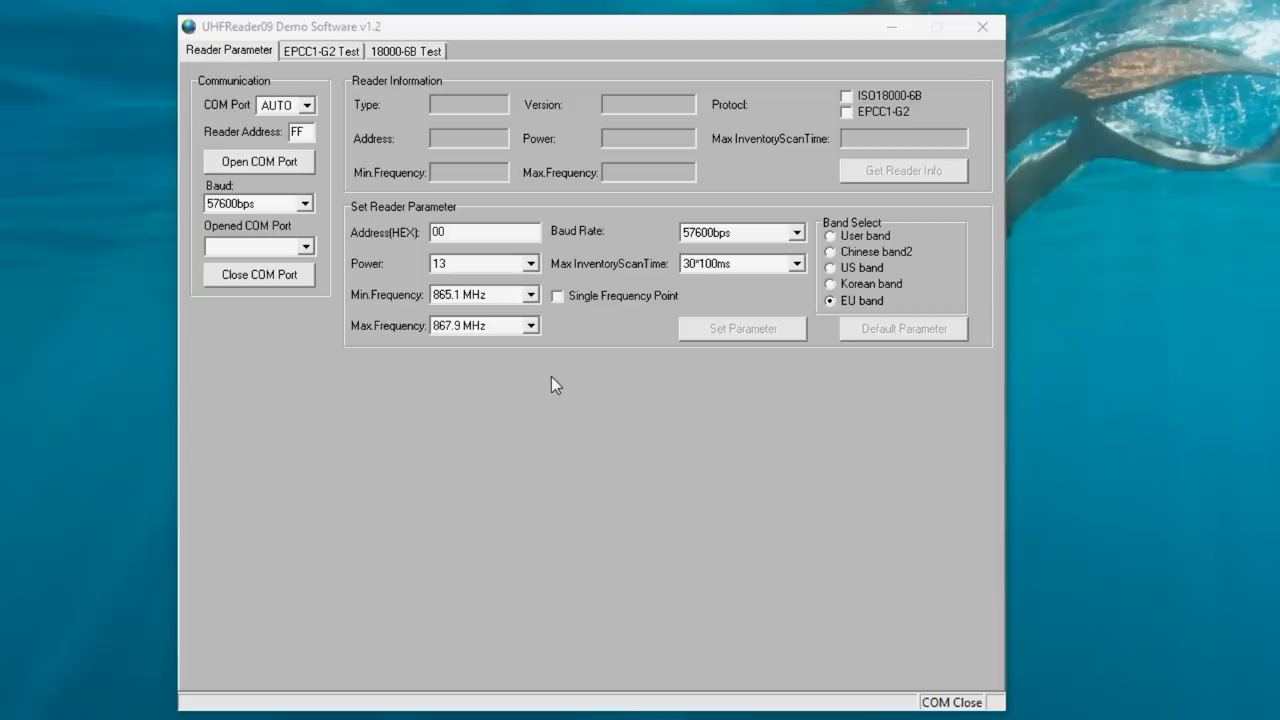 UHFReader09 Demo Software v1.2
Reader Parameter EPCC1-G2 Test 18000-6B Test
Communication
COM Port AUTO
Reader Address: FF
Open COM Port
Baud:
57600bps
Opened COM Port
Close COM Port
Reader Information
Type: Version: Protocl: ISO18000-6B
EPCC1-G2
Address: Power: Max InventoryScanTime:
Min.Frequency: Max.Frequency: Get Reader Info
Set Reader Parameter
Address(HEX): 00 Baud Rate: 57600bps
Power: 13 Max InventoryScanTime: 30*100ms
Min.Frequency: 865.1 MHz Single Frequency Point
Max.Frequency: 867.9 MHz Set Parameter
Band Select
User band
Chinese band2
US band
Korean band
EU band
Default Parameter
COM Close